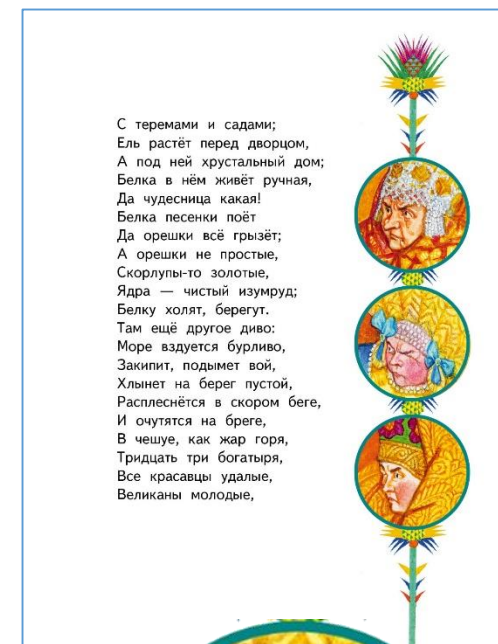 С теремами и садами;
Ель растёт перед дворцом,
А под ней хрустальный дом;
Белка в нём живёт ручная,
Да чудесница какая!
Белка песенки поёт
Да орешки всё грызёт;
А орешки не простые,
Скорлупы-то золотые,
Ядра — чистый изумруд;
Белку холят, берегут.
Там ещё другое диво:
Море вздуется бурливо,
Закипит, подымет вой,
Хлынет на берег пустой,
Расплеснётся в скором беге,
И очутятся на бреге,
В чешуе, как жар горя,
Тридцать три богатыря,
Все красавцы удалые,
Великаны молодые,